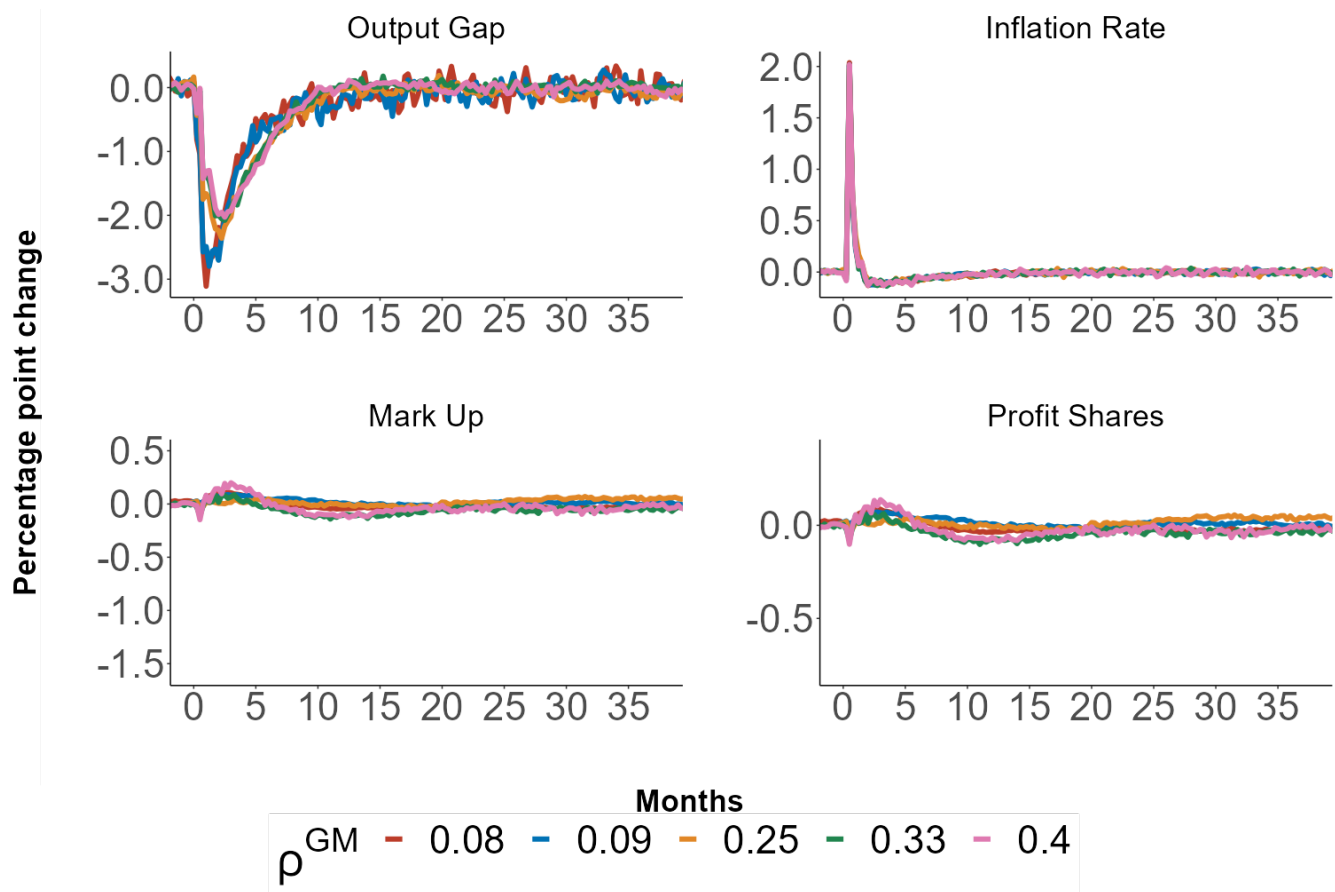 Output Gap
0.0
-1.0
-2.0
-3.0
0 5 10 15 20 25 30 35
Inflation Rate
2.0
1.5
1.0
0.5
0.0
0 5 10 15 20 25 30 35
Percentage point change
Mark Up
0.5
0.0
-0.5
-1.0
-1.5
0 5 10 15 20 25 30 35
Profit Shares
0.0
-0.5
0 5 10 15 20 25 30 35
Months
ρ^GM 0.08 0.09 0.25 0.33 0.4